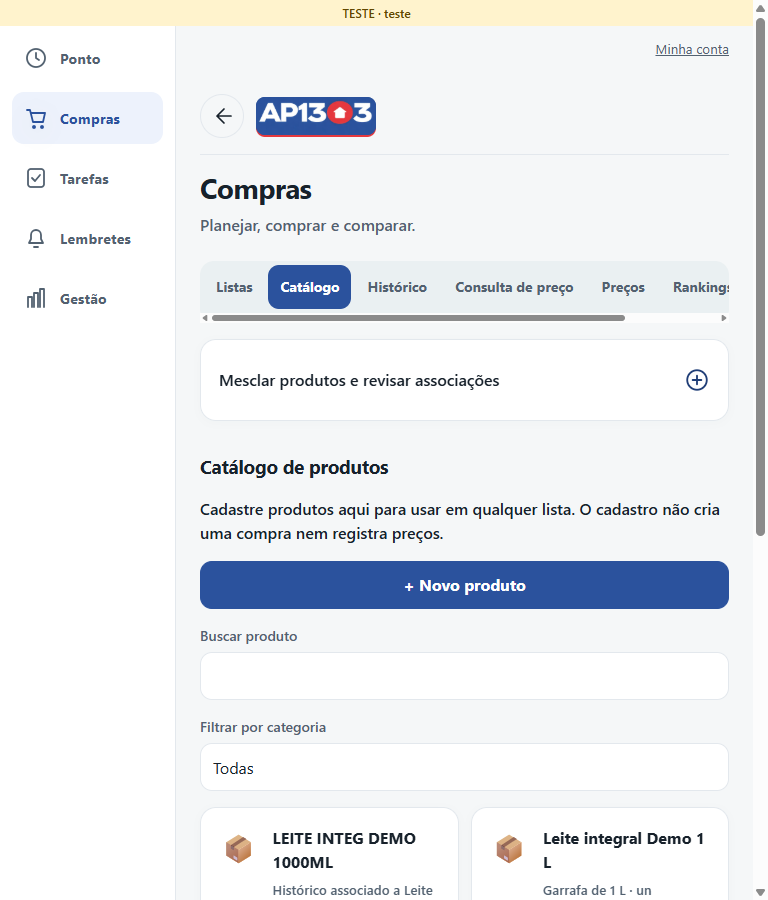 TESTE · teste
Minha conta
Ponto
Compras
Tarefas
Lembretes
Gestão
AP1303
Compras
Planejar, comprar e comparar.
Listas
Catálogo
Histórico
Consulta de preço
Preços
Rankings
Mesclar produtos e revisar associações
Catálogo de produtos
Cadastre produtos aqui para usar em qualquer lista. O cadastro não cria
uma compra nem registra preços.
+ Novo produto
Buscar produto
Filtrar por categoria
Todas
LEITE INTEG DEMO
1000ML
Histórico associado a Leite
Leite integral Demo 1
L
Garrafa de 1 L · un